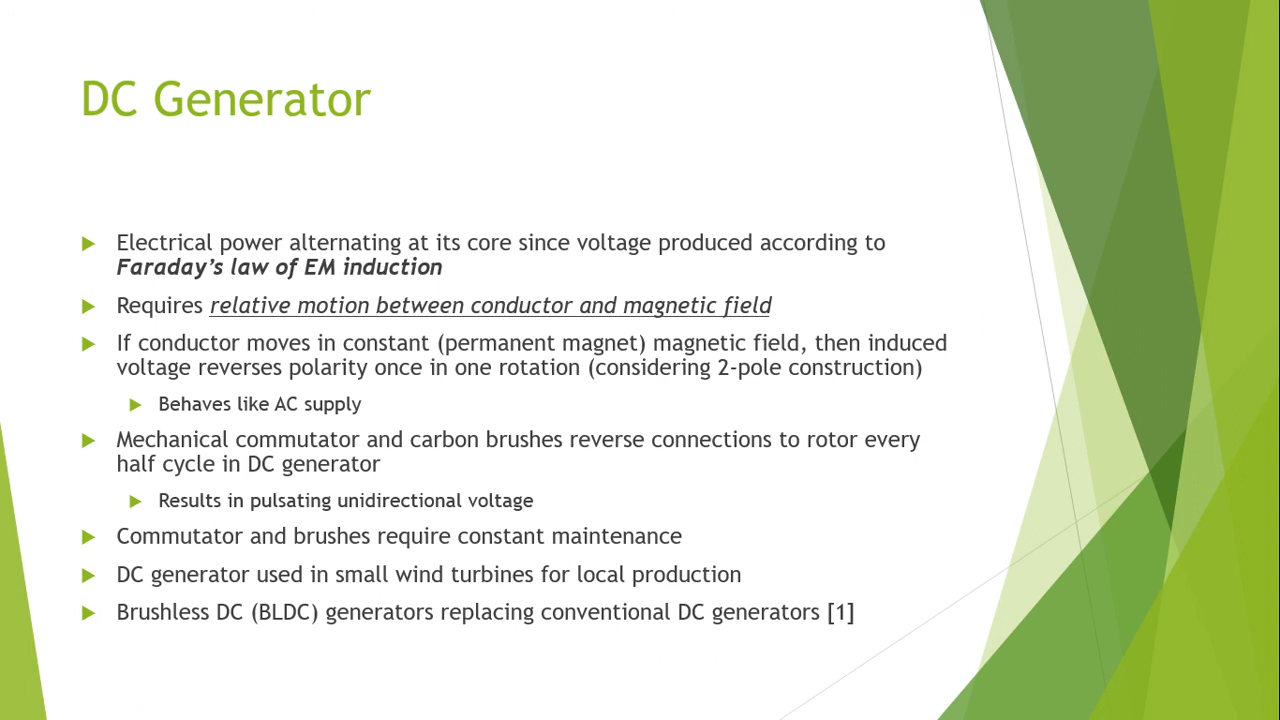 DC Generator
Electrical power alternating at its core since voltage produced according to
Faraday's law of EM induction
Requires relative motion between conductor and magnetic field
If conductor moves in constant (permanent magnet) magnetic field, then induced
voltage reverses polarity once in one rotation (considering 2-pole construction)
Behaves like AC supply
Mechanical commutator and carbon brushes reverse connections to rotor every
half cycle in DC generator
Results in pulsating unidirectional voltage
Commutator and brushes require constant maintenance
DC generator used in small wind turbines for local production
Brushless DC (BLDC) generators replacing conventional DC generators [1]